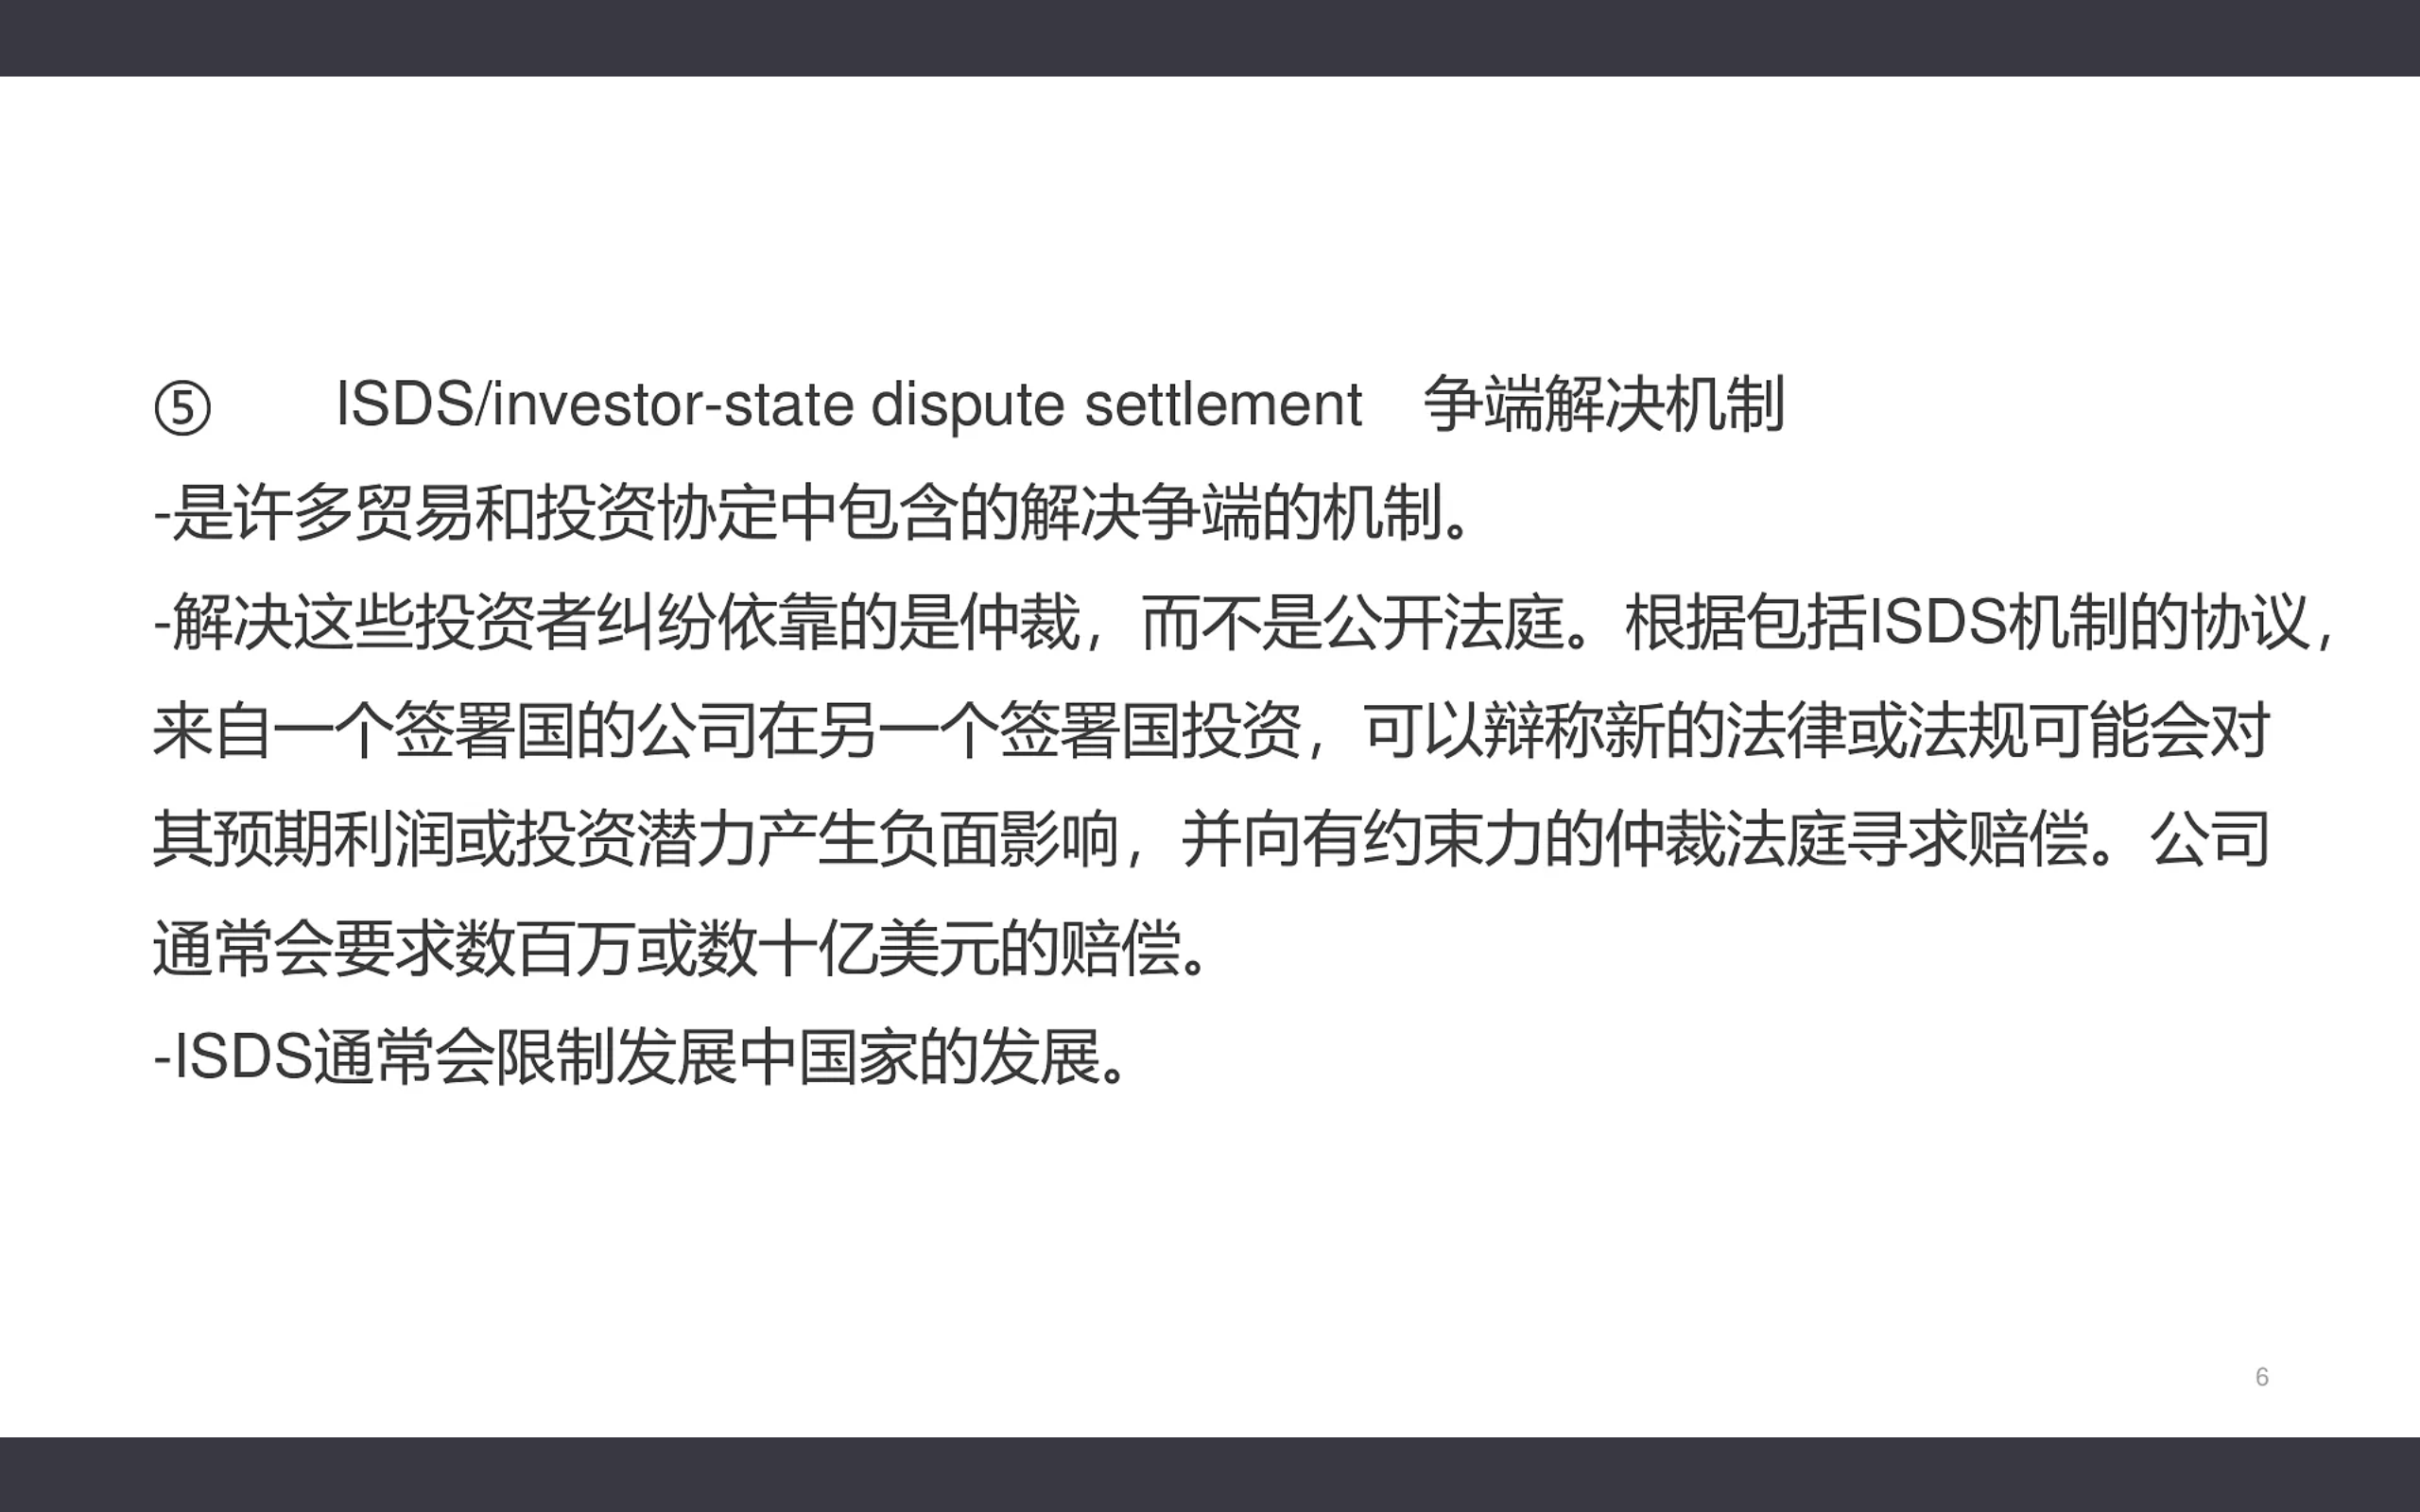 ⑤ ISDS/investor-state dispute settlement 争端解决机制
-是许多贸易和投资协定中包含的解决争端的机制。
-解决这些投资者纠纷依靠的是仲裁，而不是公开法庭。根据包括ISDS机制的协议，
来自一个签署国的公司在另一个签署国投资，可以辩称新的法律或法规可能会对
其预期利润或投资潜力产生负面影响，并向有约束力的仲裁法庭寻求赔偿。公司
通常会要求数百万或数十亿美元的赔偿。
-ISDS通常会限制发展中国家的发展。
6